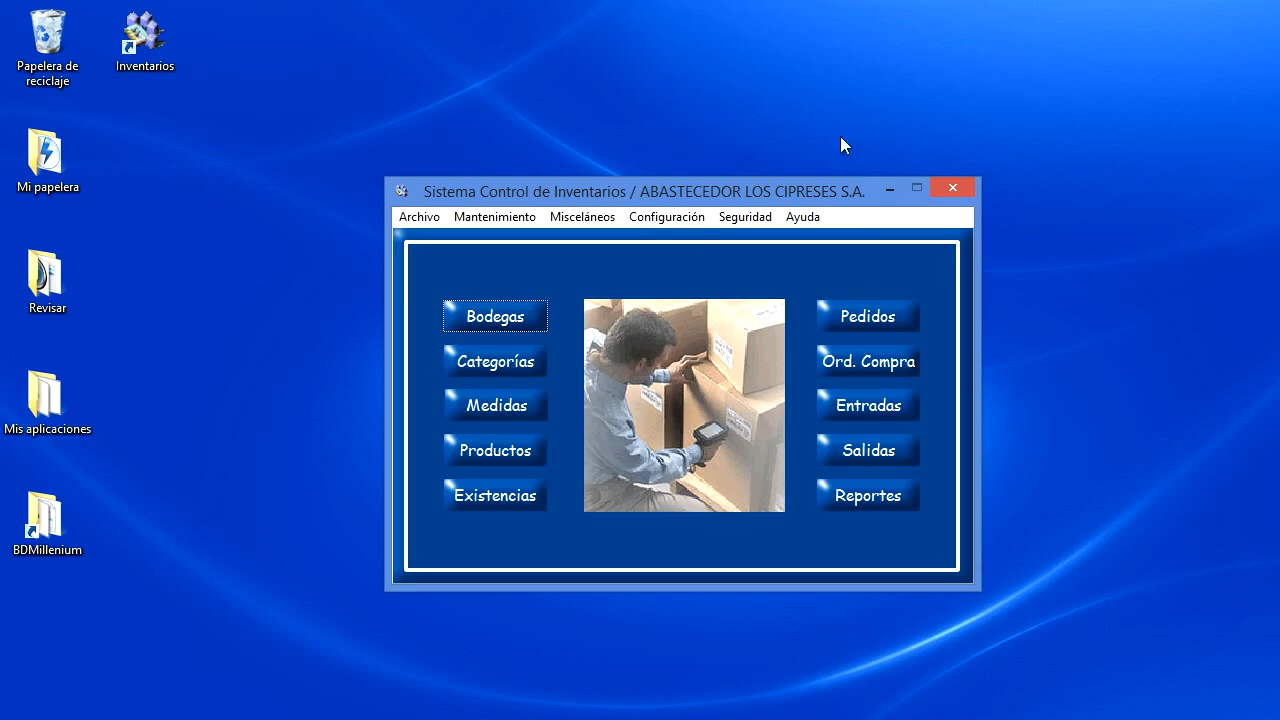 Papelera de
reciclaje
Inventarios
Mi papelera
Revisar
Mis aplicaciones
BDMillenium
Sistema Control de Inventarios / ABASTECEDOR LOS CIPRESES S.A.
Archivo Mantenimiento Misceláneos Configuración Seguridad Ayuda
Bodegas
Categorías
Medidas
Productos
Existencias
Pedidos
Ord. Compra
Entradas
Salidas
Reportes